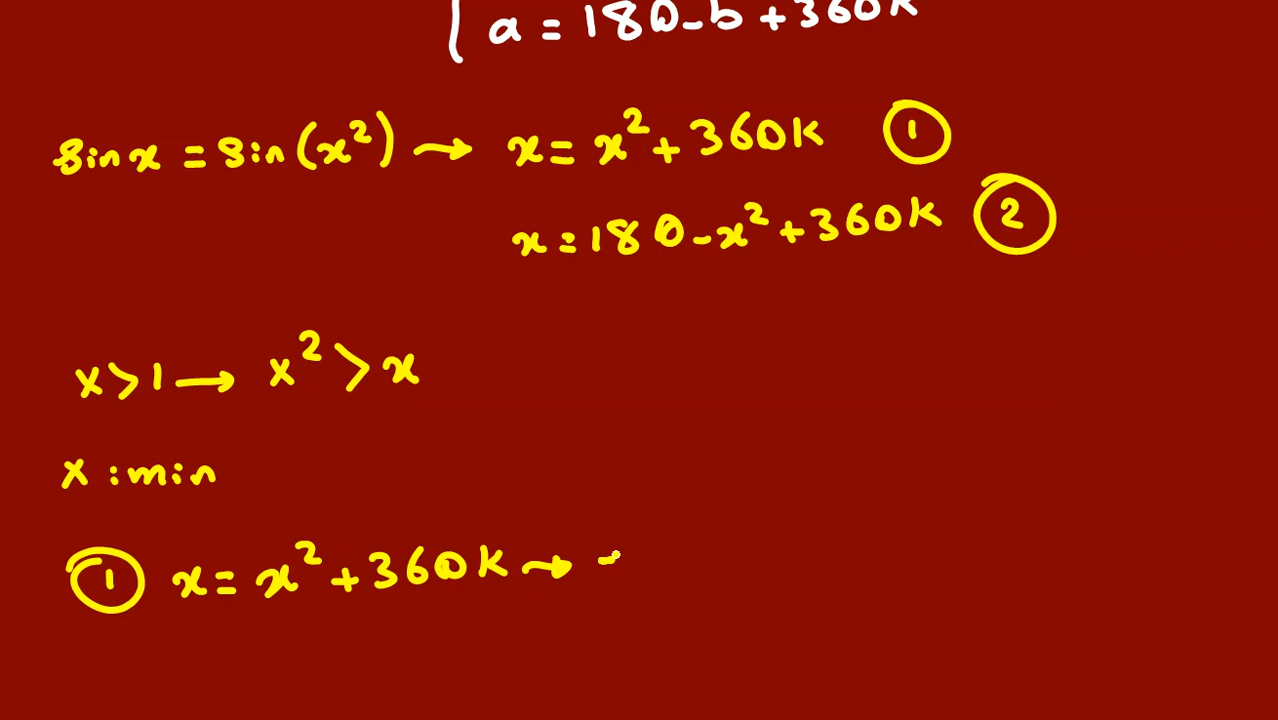 { a = 180 - b + 360k
sin x = sin(x²) → x = x² + 360k ①
x = 180 - x² + 360k ②
x > 1 → x² > x
x : min
① x = x² + 360k →